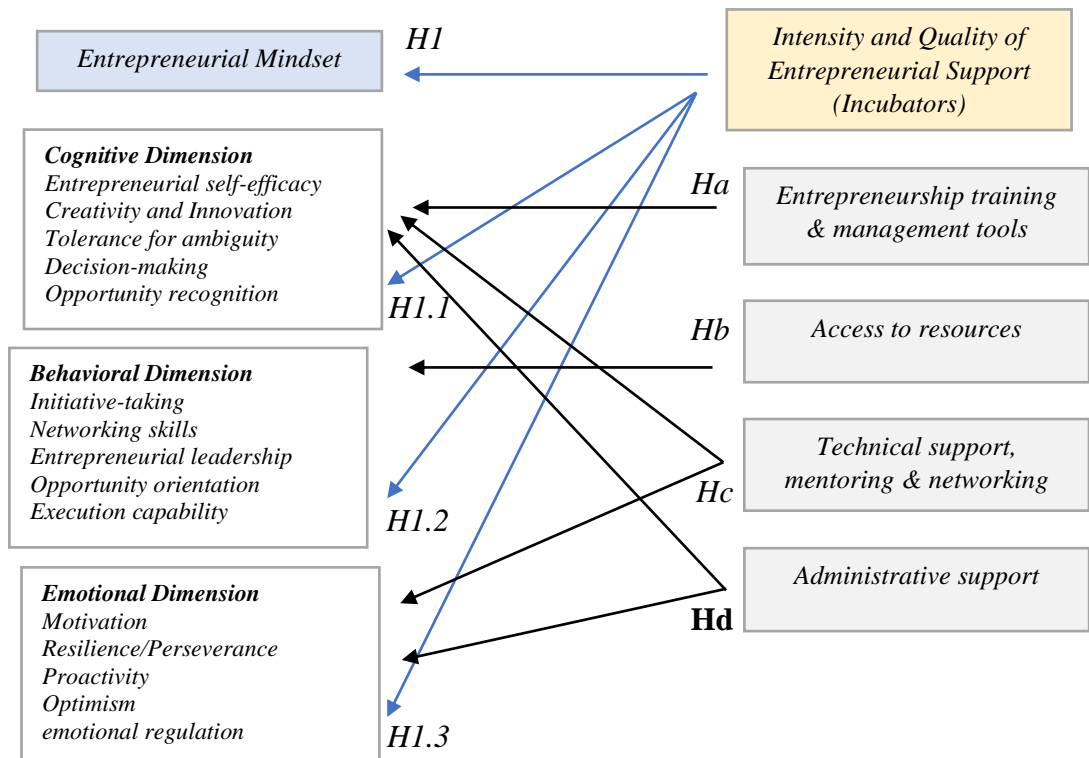 Entrepreneurial Mindset
H1
Intensity and Quality of
Entrepreneurial Support
(Incubators)
Cognitive Dimension
Entrepreneurial self-efficacy
Creativity and Innovation
Tolerance for ambiguity
Decision-making
Opportunity recognition
H1.1
Ha
Entrepreneurship training
& management tools
Hb
Access to resources
Behavioral Dimension
Initiative-taking
Networking skills
Entrepreneurial leadership
Opportunity orientation
Execution capability
H1.2
Hc
Technical support,
mentoring & networking
Emotional Dimension
Motivation
Resilience/Perseverance
Proactivity
Optimism
emotional regulation
H1.3
Hd
Administrative support